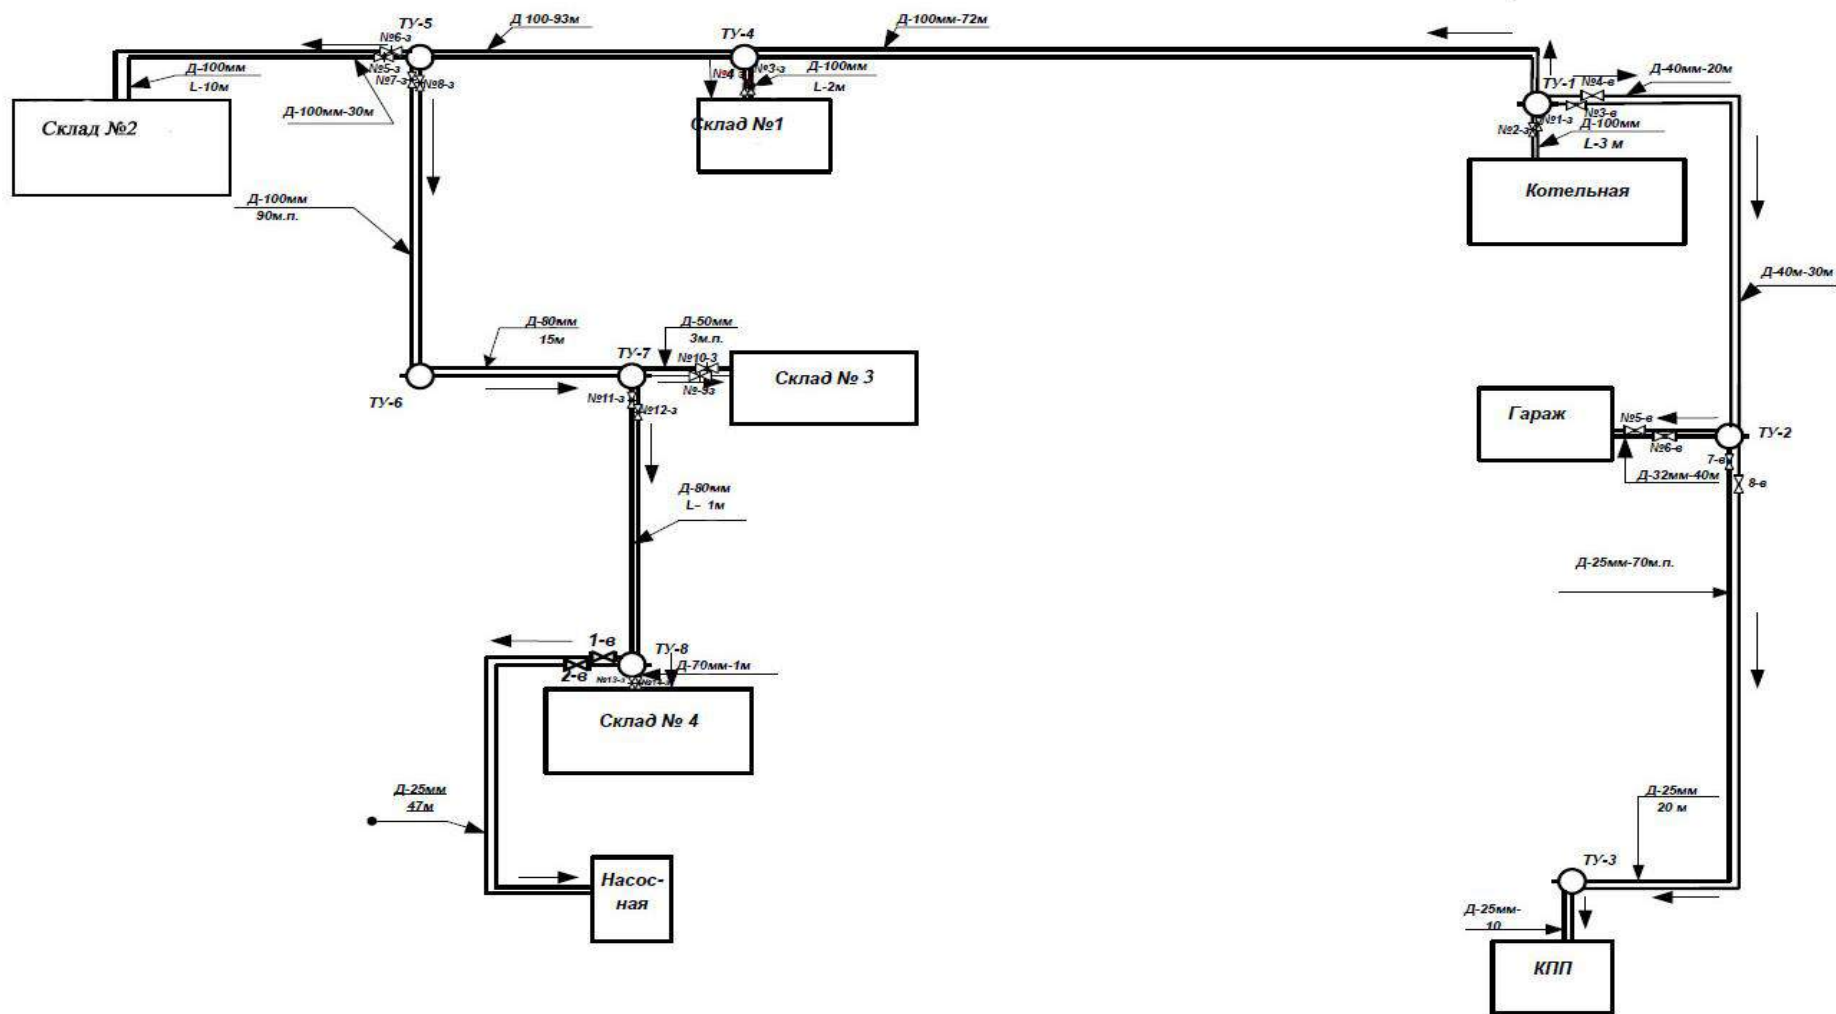 ТУ-5
Д 100-93м
ТУ-4
Д-100мм-72м
№6-з
№5-з
№7-з
№8-з
Д-100мм
L-10м
Д-100мм-30м
Склад №2
№4
№3-з
Д-100мм
L-2м
Склад №1
ТУ-1
№4-в
Д-40мм-20м
№3-в
№2-з
№1-з
Д-100мм
L-3 м
Котельная
Д-100мм
90м.п.
Д-40м-30м
Д-80мм
15м
ТУ-7
Д-50мм
3м.п.
№10-3
№-9з
Склад № 3
ТУ-6
№11-з
№12-з
Гараж
№5-в
№6-в
ТУ-2
7-в
Д-32мм-40м
8-в
Д-80мм
L- 1м
Д-25мм-70м.п.
1-в
2-в
ТУ-8
Д-70мм-1м
№13-з
Склад № 4
Д-25мм
47м
Д-25мм
20 м
Насос-
ная
ТУ-3
Д-25мм-
10
КПП